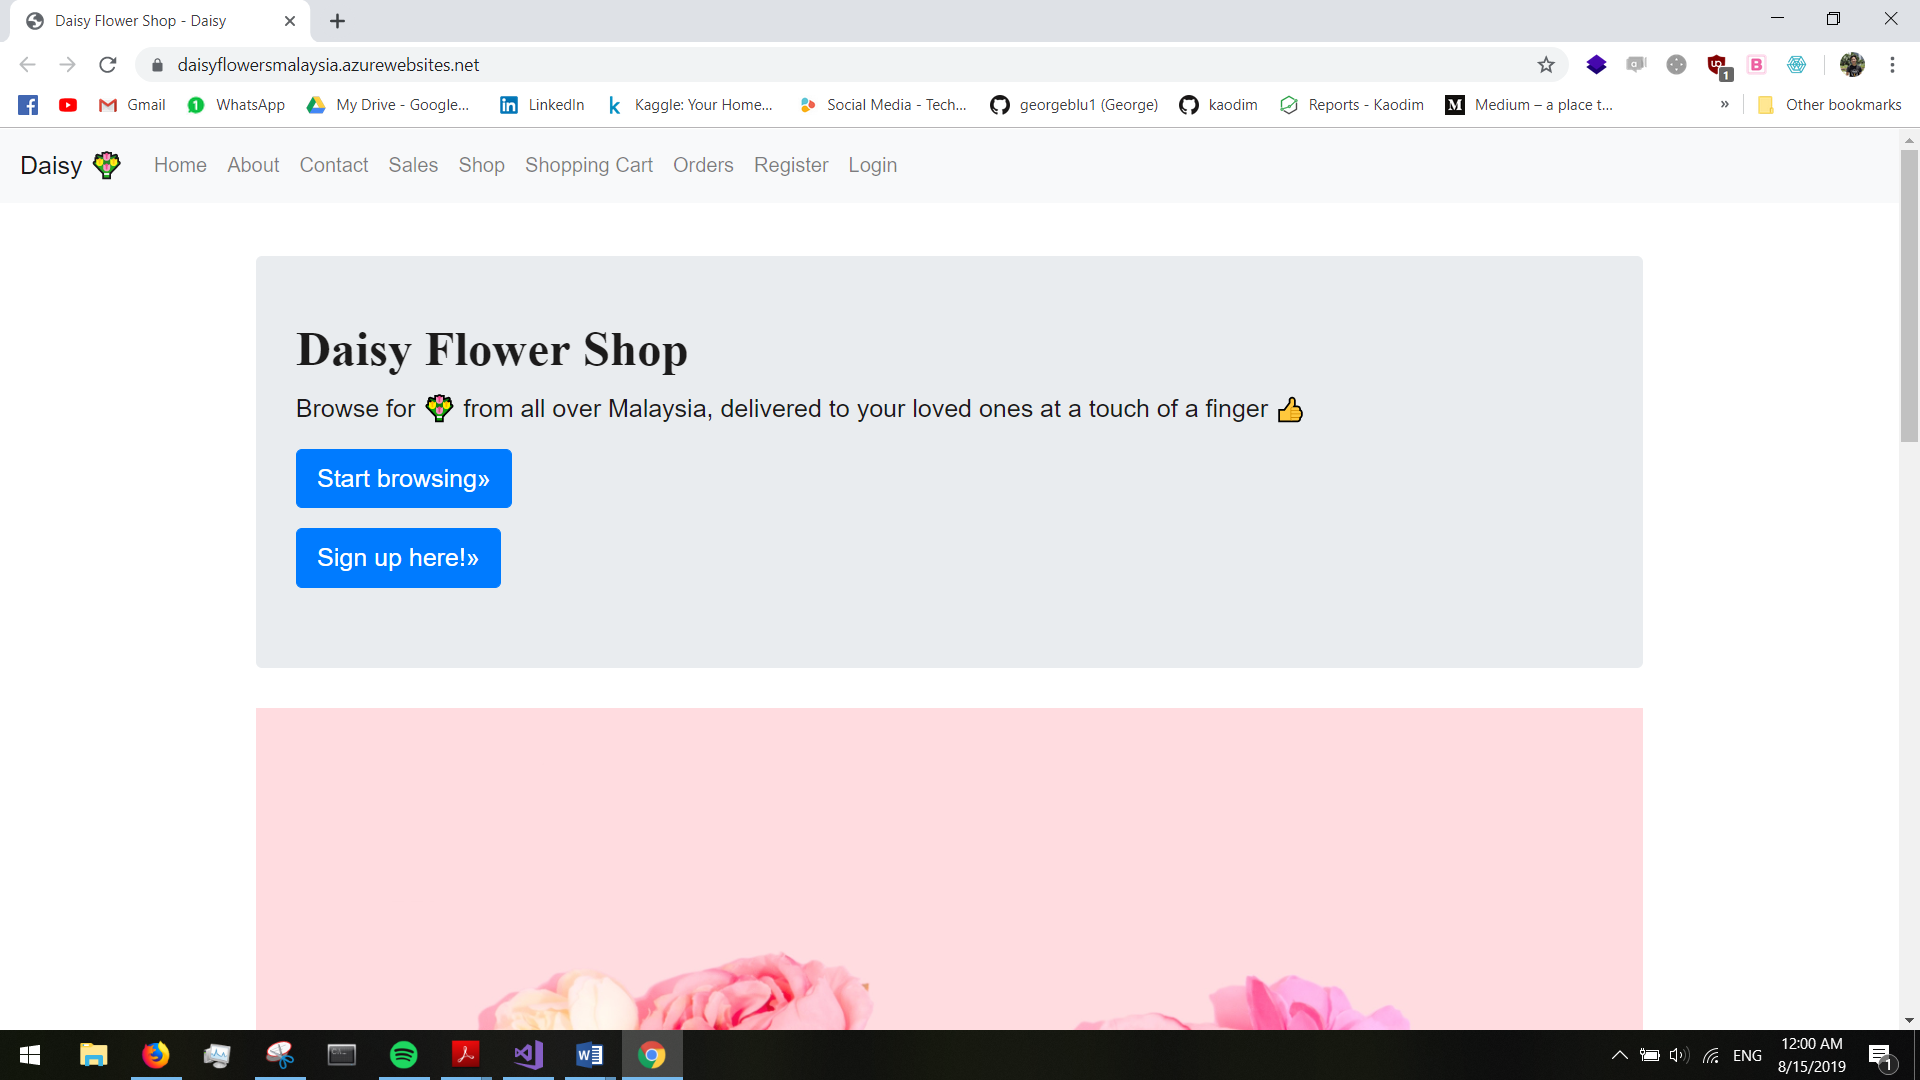 Daisy Flower Shop - Daisy
daisyflowersmalaysia.azurewebsites.net
1
Gmail
1 WhatsApp
My Drive - Google...
LinkedIn
Kaggle: Your Home...
Social Media - Tech...
georgeblu1 (George)
kaodim
Reports - Kaodim
Medium – a place t...
»
Other bookmarks
Daisy 💐 Home About Contact Sales Shop Shopping Cart Orders Register Login
Daisy Flower Shop
Browse for 💐 from all over Malaysia, delivered to your loved ones at a touch of a finger 👍
Start browsing»
Sign up here!»
ENG
12:00 AM
8/15/2019
1